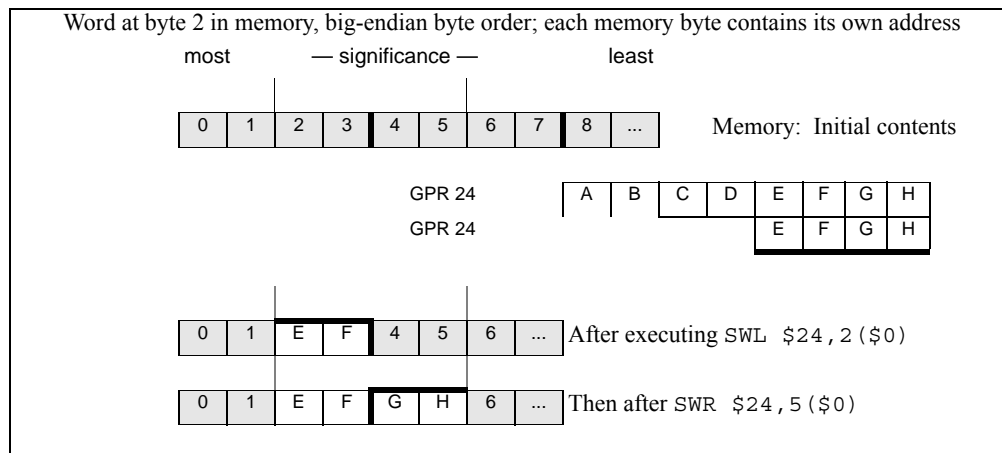 Word at byte 2 in memory, big-endian byte order; each memory byte contains its own address
most — significance — least
0 1 2 3 4 5 6 7 8 ... Memory: Initial contents
GPR 24 A B C D E F G H
GPR 24 E F G H
0 1 E F 4 5 6 ... After executing SWL $24,2($0)
0 1 E F G H 6 ... Then after SWR $24,5($0)